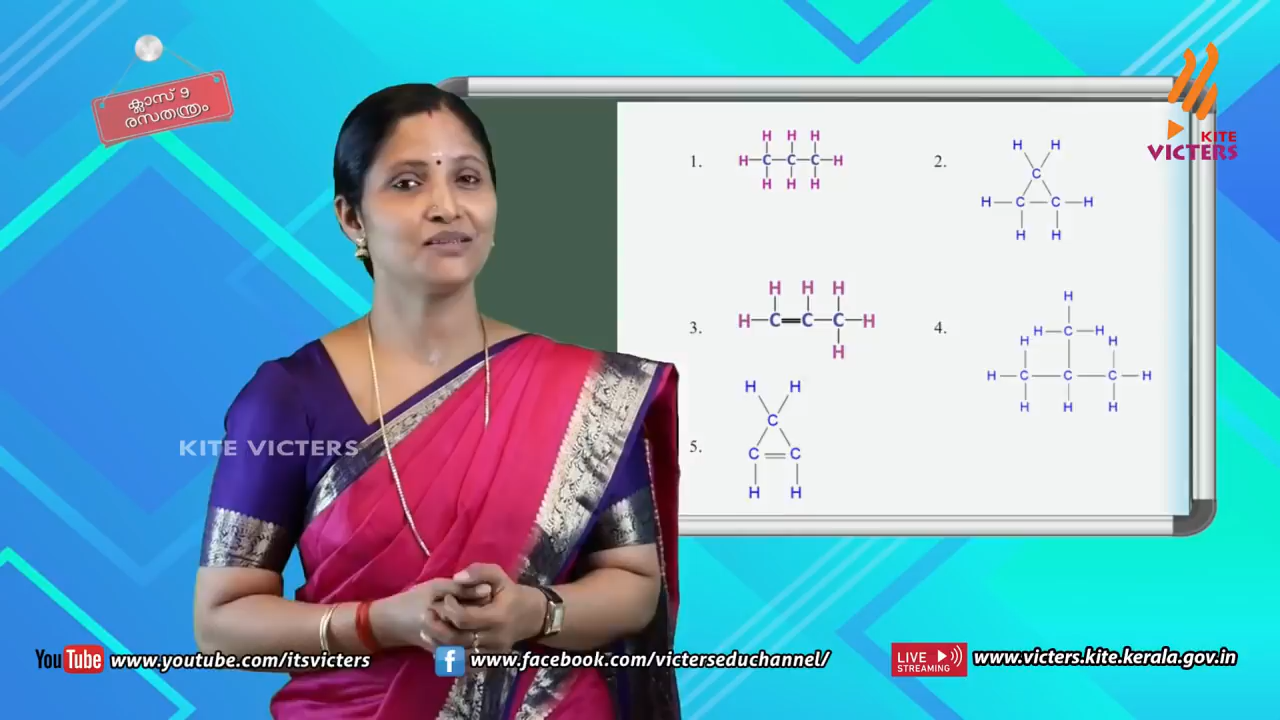 ക്ലാസ് 9
രസതന്ത്രം
KITE
VICTERS
1.
H H H
H C C C H
H H H
2.
H H
C
H C C H
H H
3.
H H H
H C C C H
H
4.
H
H C H
H H
H C C C H
H H H
5.
H H
C
C C
H H
KITE VICTERS
YouTube www.youtube.com/itsvicters
f www.facebook.com/victerseduchannel/
LIVE
STREAMING
www.victers.kite.kerala.gov.in